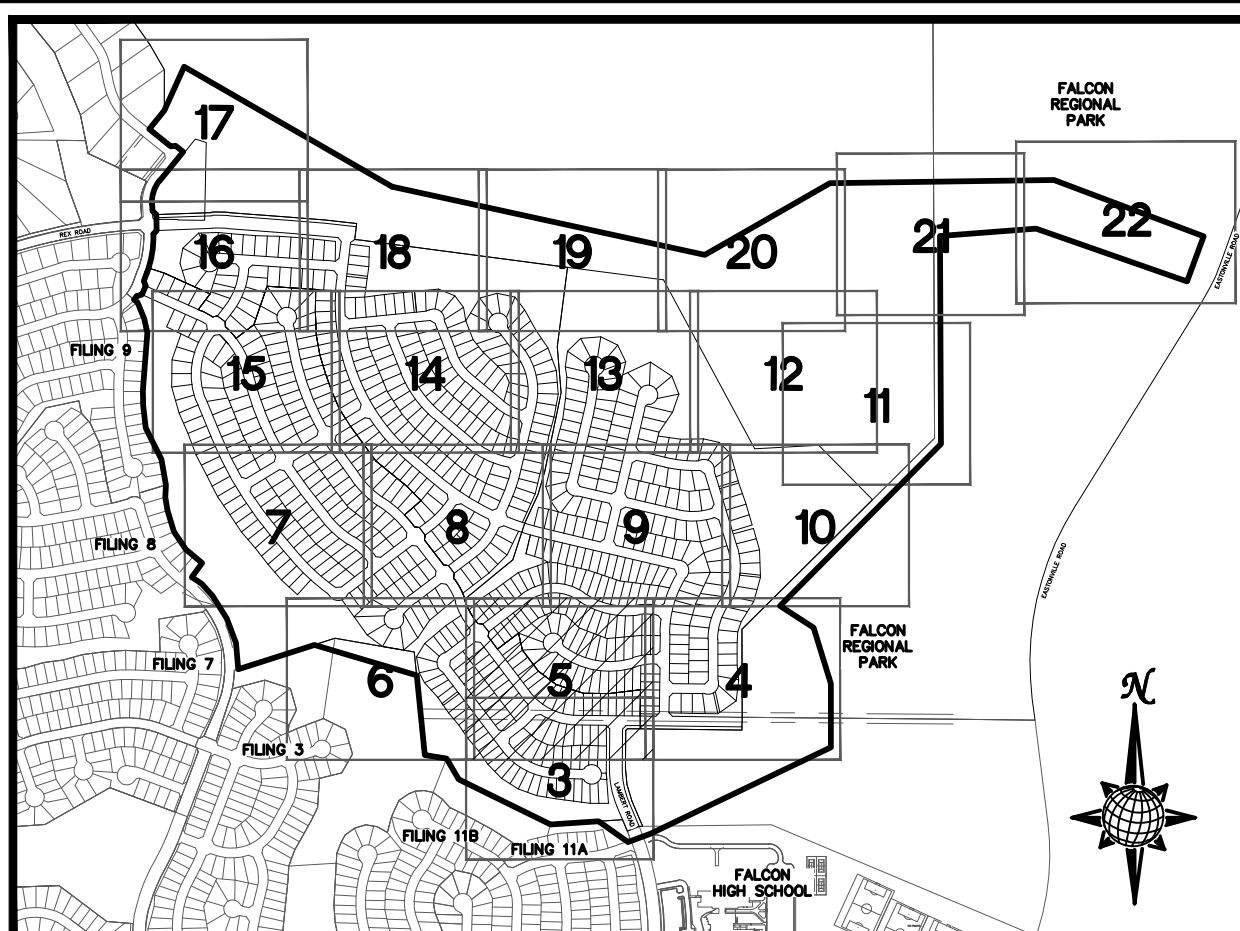 FALCON
REGIONAL
PARK
17
22
REX ROAD
16
18
19
20
21
EASTONVILLE ROAD
FILING 9
15
14
13
12
11
FILING 8
7
8
9
10
EASTONVILLE ROAD
FILING 7
6
5
4
FALCON
REGIONAL
PARK
N
FILING 3
3
LAMBERT ROAD
FILING 11B
FILING 11A
FALCON
HIGH SCHOOL